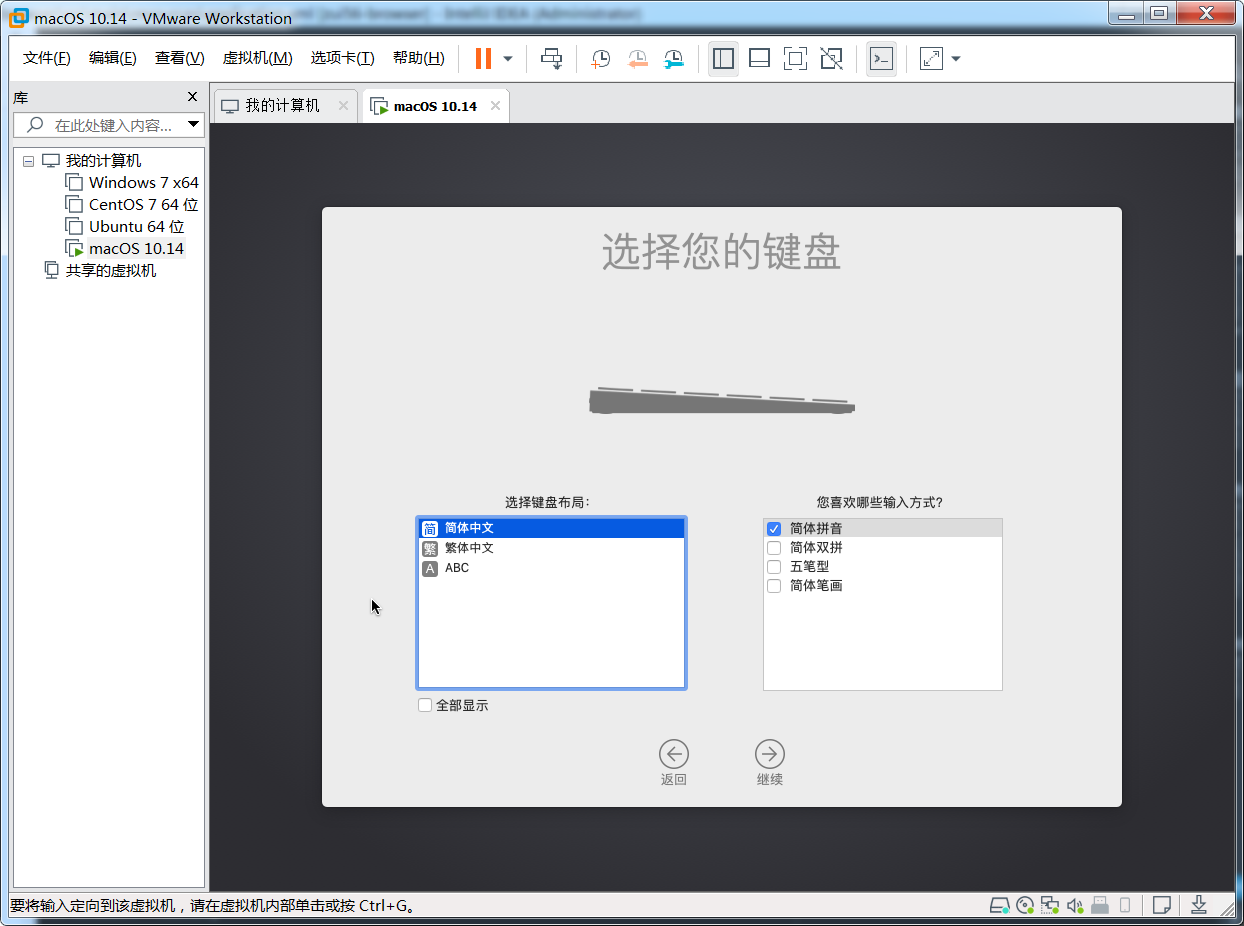 macOS 10.14 - VMware Workstation
文件(F) 编辑(E) 查看(V) 虚拟机(M) 选项卡(T) 帮助(H)
库
在此处键入内容...
我的计算机
Windows 7 x64
CentOS 7 64 位
Ubuntu 64 位
macOS 10.14
共享的虚拟机
我的计算机 macOS 10.14
选择您的键盘
选择键盘布局：
简 简体中文
繁 繁体中文
A ABC
全部显示
您喜欢哪些输入方式？
简体拼音
简体双拼
五笔型
简体笔画
返回 继续
要将输入定向到该虚拟机，请在虚拟机内部单击或按 Ctrl+G。